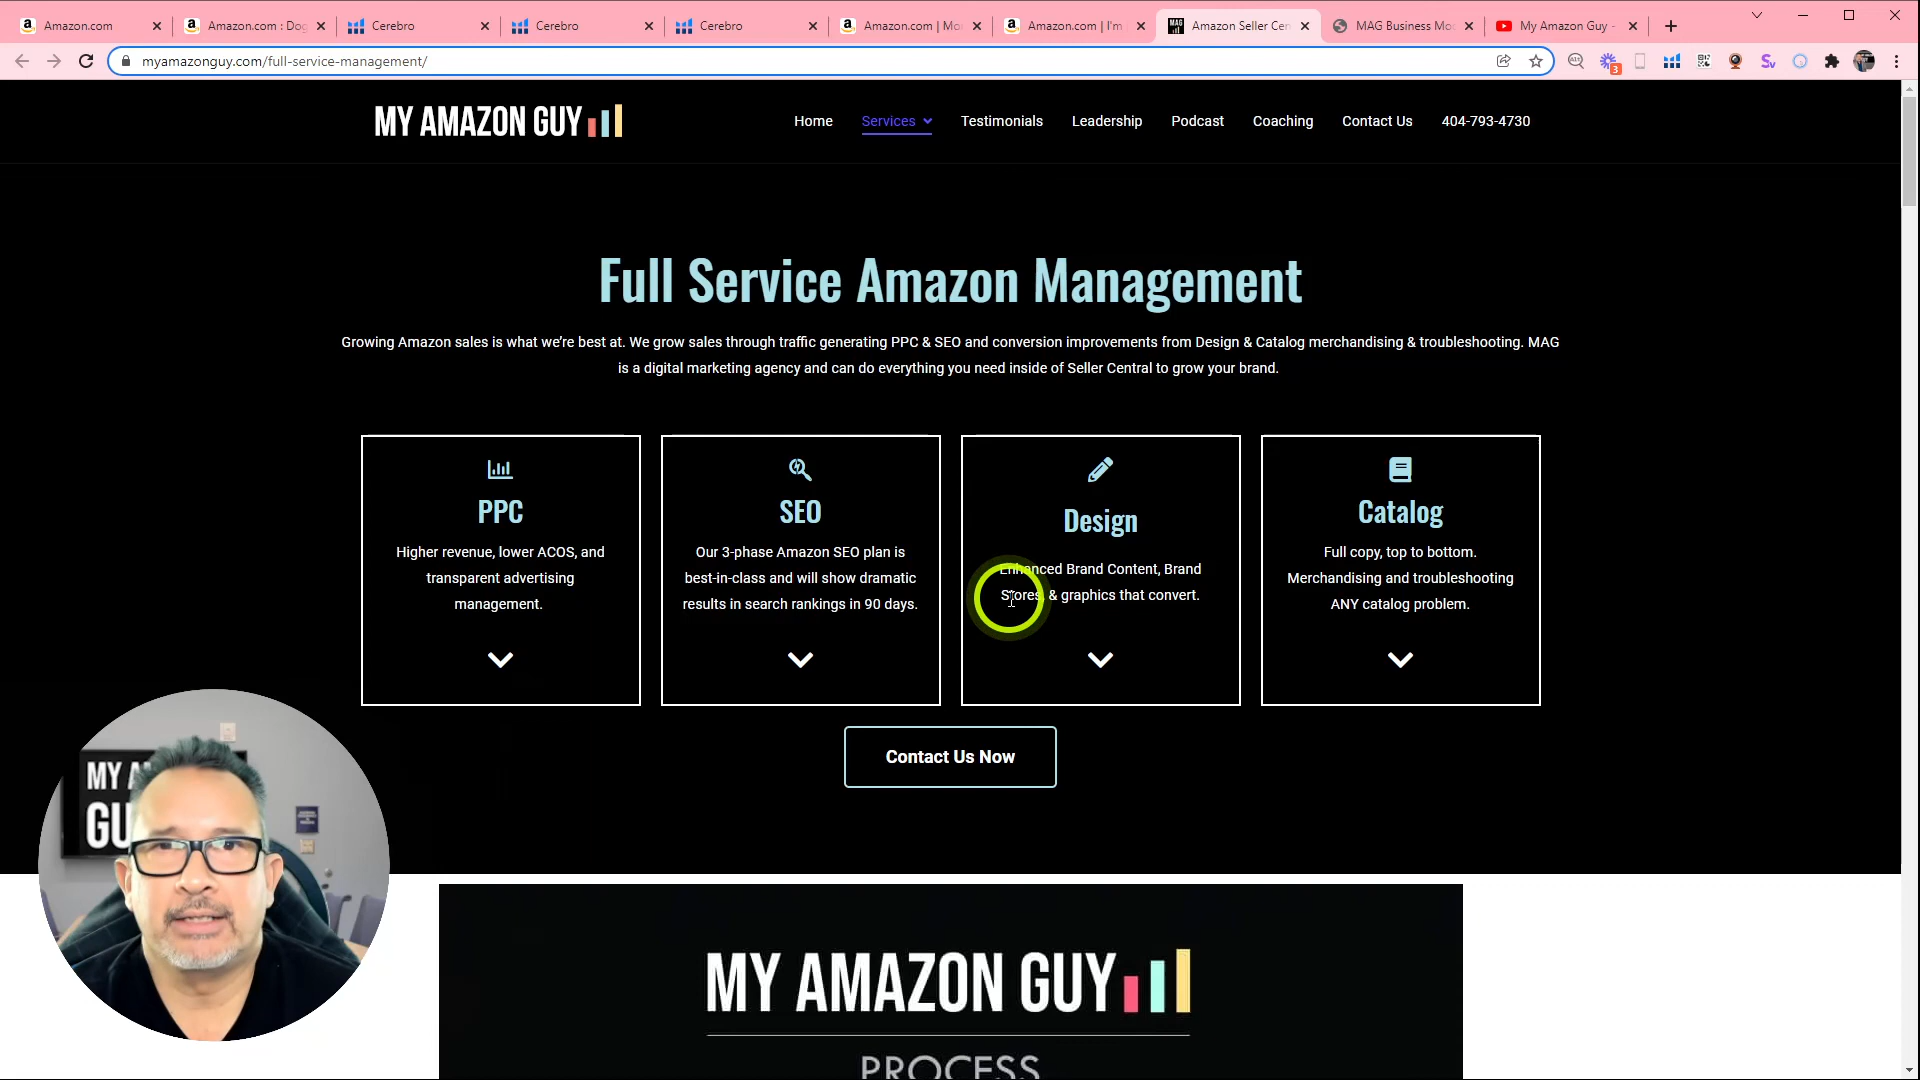 Amazon.com
Amazon.com : Dog
Cerebro
Cerebro
Cerebro
Amazon.com | Mo
Amazon.com | I'm
Amazon Seller Cen
MAG Business Mo
My Amazon Guy -
myamazonguy.com/full-service-management/
3
MY AMAZON GUY
Home
Services
Testimonials
Leadership
Podcast
Coaching
Contact Us
404-793-4730
Full Service Amazon Management
Growing Amazon sales is what we're best at. We grow sales through traffic generating PPC & SEO and conversion improvements from Design & Catalog merchandising & troubleshooting. MAG
is a digital marketing agency and can do everything you need inside of Seller Central to grow your brand.
PPC
Higher revenue, lower ACOS, and
transparent advertising
management.
SEO
Our 3-phase Amazon SEO plan is
best-in-class and will show dramatic
results in search rankings in 90 days.
Design
Enhanced Brand Content, Brand
Stores, & graphics that convert.
Catalog
Full copy, top to bottom.
Merchandising and troubleshooting
ANY catalog problem.
Contact Us Now
MY A
GU
MY AMAZON GUY
PROCESS